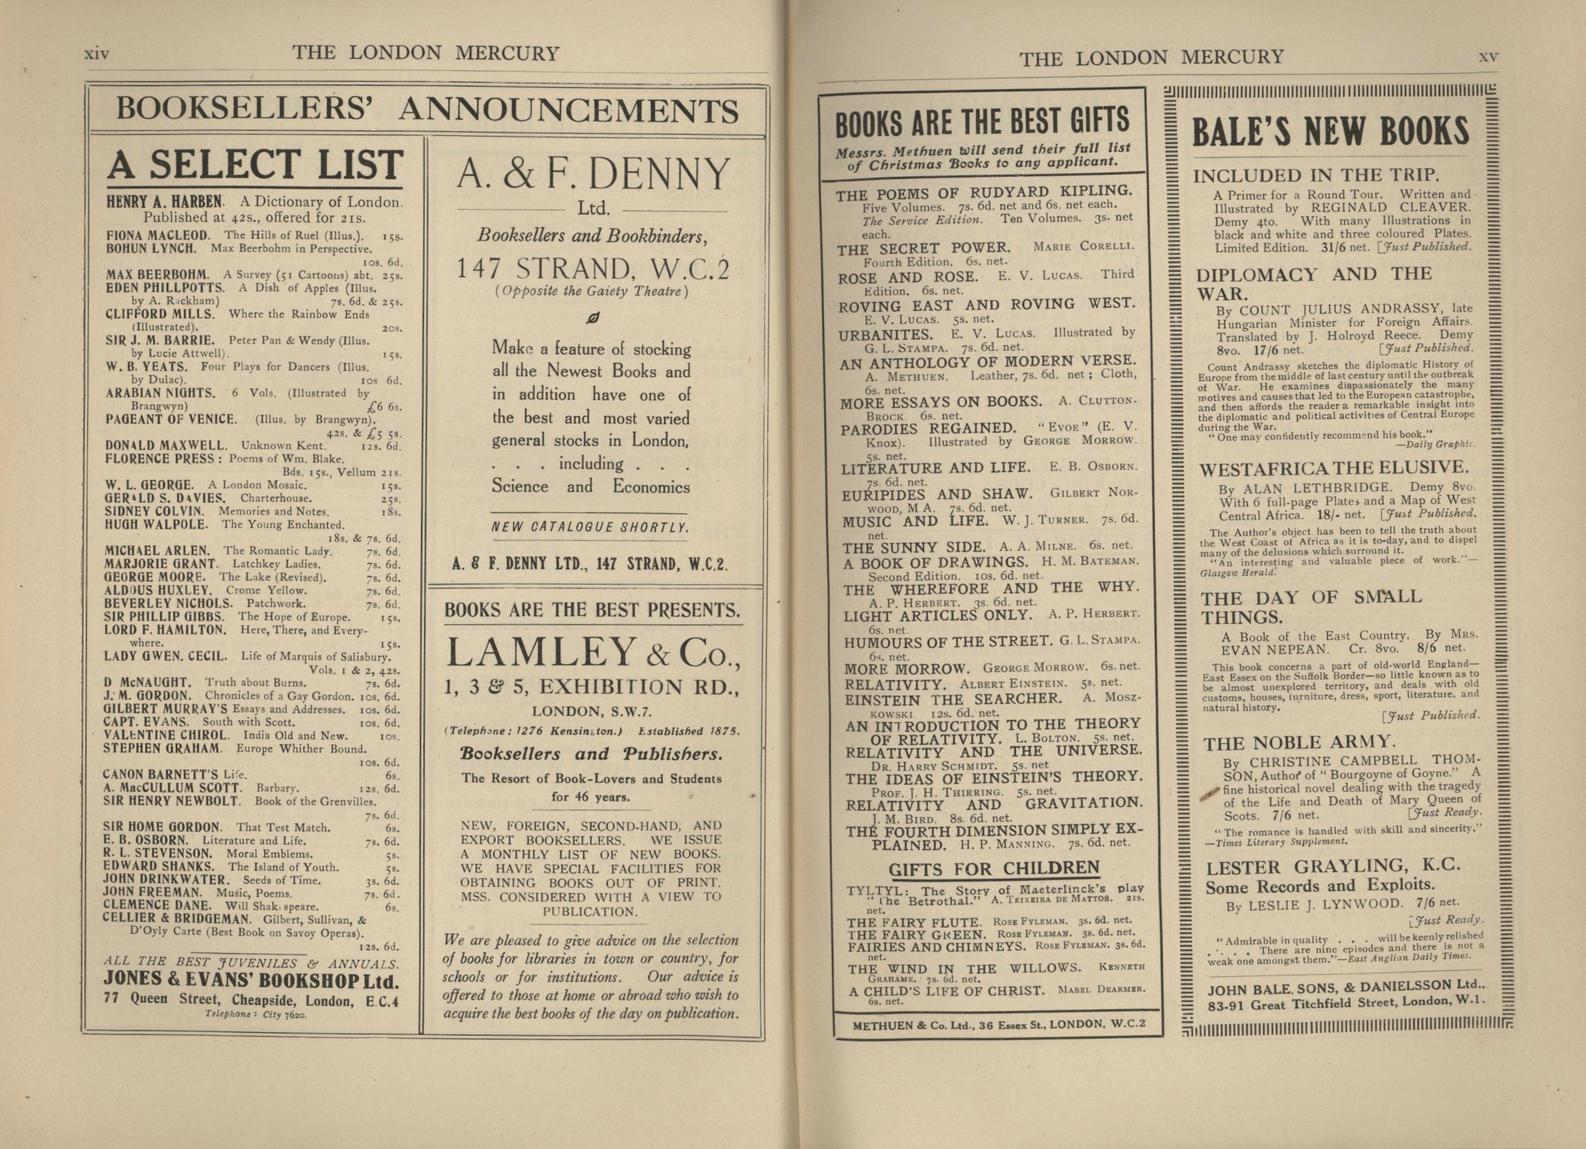 xiv
THE LONDON MERCURY
BOOKSELLERS' ANNOUNCEMENTS
A SELECT LIST
HENRY A. HARBEN. A Dictionary of London.
Published at 42s., offered for 21s.
FIONA MACLEOD. The Hills of Ruel (Illus.). 15s.
BOHUN LYNCH. Max Beerbohm in Perspective.
10s. 6d.
MAX BEERBOHM. A Survey (51 Cartoons) abt. 25s.
EDEN PHILLPOTTS. A Dish of Apples (Illus.
by A. Rackham) 7s. 6d. & 25s.
CLIFFORD MILLS. Where the Rainbow Ends
(Illustrated). 20s.
SIR J. M. BARRIE. Peter Pan & Wendy (Illus.
by Lucie Attwell). 15s.
W. B. YEATS. Four Plays for Dancers (Illus.
by Dulac). 10s 6d.
ARABIAN NIGHTS. 6 Vols. (Illustrated by
Brangwyn) £6 6s.
PAGEANT OF VENICE. (Illus. by Brangwyn).
42s. & £5 5s.
DONALD MAXWELL. Unknown Kent. 12s. 6d.
FLORENCE PRESS : Poems of Wm. Blake.
Bds. 15s., Vellum 21s.
W. L. GEORGE. A London Mosaic. 15s.
GERALD S. DAVIES. Charterhouse. 25s.
SIDNEY COLVIN. Memories and Notes. 18s.
HUGH WALPOLE. The Young Enchanted.
18s. & 7s. 6d.
MICHAEL ARLEN. The Romantic Lady. 7s. 6d.
MARJORIE GRANT. Latchkey Ladies. 7s. 6d.
GEORGE MOORE. The Lake (Revised). 7s. 6d.
ALDOUS HUXLEY. Crome Yellow. 7s. 6d.
BEVERLEY NICHOLS. Patchwork. 7s. 6d.
SIR PHILLIP GIBBS. The Hope of Europe. 15s.
LORD F. HAMILTON. Here, There, and Every-
where. 15s.
LADY GWEN. CECIL. Life of Marquis of Salisbury.
Vols. 1 & 2, 42s.
D McNAUGHT. Truth about Burns. 7s. 6d.
J. M. GORDON. Chronicles of a Gay Gordon. 10s. 6d.
GILBERT MURRAY'S Essays and Addresses. 10s. 6d.
CAPT. EVANS. South with Scott. 10s. 6d.
VALENTINE CHIROL. India Old and New. 10s.
STEPHEN GRAHAM. Europe Whither Bound.
10s. 6d.
CANON BARNETT'S Life. 6s.
A. MacCULLUM SCOTT. Barbary. 12s. 6d.
SIR HENRY NEWBOLT. Book of the Grenvilles.
7s. 6d.
SIR HOME GORDON. That Test Match. 6s.
E. B. OSBORN. Literature and Life. 7s. 6d.
R. L. STEVENSON. Moral Emblems. 5s.
EDWARD SHANKS. The Island of Youth. 5s.
JOHN DRINKWATER. Seeds of Time. 3s. 6d.
JOHN FREEMAN. Music, Poems. 7s. 6d.
CLEMENCE DANE. Will Shakespeare. 6s.
CELLIER & BRIDGEMAN. Gilbert, Sullivan, &
D'Oyly Carte (Best Book on Savoy Operas).
12s. 6d.
ALL THE BEST JUVENILES & ANNUALS.
JONES & EVANS' BOOKSHOP Ltd.
77 Queen Street, Cheapside, London, E.C.4
Telephone : City 7620.
A. & F. DENNY
Ltd.
Booksellers and Bookbinders,
147 STRAND, W.C.2
(Opposite the Gaiety Theatre)
Make a feature of stocking
all the Newest Books and
in addition have one of
the best and most varied
general stocks in London,
. . . including . . .
Science and Economics
NEW CATALOGUE SHORTLY.
A. & F. DENNY LTD., 147 STRAND, W.C.2.
BOOKS ARE THE BEST PRESENTS.
LAMLEY & Co.,
1, 3 & 5, EXHIBITION RD.,
LONDON, S.W.7.
(Telephone : 1276 Kensington.) Established 1875.
Booksellers and Publishers.
The Resort of Book-Lovers and Students
for 46 years.
NEW, FOREIGN, SECOND-HAND, AND
EXPORT BOOKSELLERS. WE ISSUE
A MONTHLY LIST OF NEW BOOKS.
WE HAVE SPECIAL FACILITIES FOR
OBTAINING BOOKS OUT OF PRINT.
MSS. CONSIDERED WITH A VIEW TO
PUBLICATION.
We are pleased to give advice on the selection
of books for libraries in town or country, for
schools or for institutions. Our advice is
offered to those at home or abroad who wish to
acquire the best books of the day on publication.
THE LONDON MERCURY
xv
BOOKS ARE THE BEST GIFTS
Messrs. Methuen will send their full list
of Christmas Books to any applicant.
THE POEMS OF RUDYARD KIPLING.
Five Volumes. 7s. 6d. net and 6s. net each.
The Service Edition. Ten Volumes. 3s. net
each.
THE SECRET POWER. MARIE CORELLI.
Fourth Edition. 6s. net.
ROSE AND ROSE. E. V. LUCAS. Third
Edition. 6s. net.
ROVING EAST AND ROVING WEST.
E. V. LUCAS. 5s. net.
URBANITES. E. V. LUCAS. Illustrated by
G. L. STAMPA. 7s. 6d. net.
AN ANTHOLOGY OF MODERN VERSE.
A. METHUEN. Leather, 7s. 6d. net ; Cloth,
6s. net.
MORE ESSAYS ON BOOKS. A. CLUTTON-
BROCK. 6s. net.
PARODIES REGAINED. "EVOE" (E. V.
KNOX). Illustrated by GEORGE MORROW.
5s. net.
LITERATURE AND LIFE. E. B. OSBORN.
7s. 6d. net.
EURIPIDES AND SHAW. GILBERT NOR-
WOOD, M A. 7s. 6d. net.
MUSIC AND LIFE. W. J. TURNER. 7s. 6d.
net.
THE SUNNY SIDE. A. A. MILNE. 6s. net.
A BOOK OF DRAWINGS. H. M. BATEMAN.
Second Edition. 10s. 6d. net.
THE WHEREFORE AND THE WHY.
A. P. HERBERT. 3s. 6d. net.
LIGHT ARTICLES ONLY. A. P. HERBERT.
6s. net.
HUMOURS OF THE STREET. G. L. STAMPA.
6s. net.
MORE MORROW. GEORGE MORROW. 6s. net.
RELATIVITY. ALBERT EINSTEIN. 5s. net.
EINSTEIN THE SEARCHER. A. MOSZ-
KOWSKI 12s. 6d. net.
AN INTRODUCTION TO THE THEORY
OF RELATIVITY. L. BOLTON. 5s. net.
RELATIVITY AND THE UNIVERSE.
DR. HARRY SCHMIDT. 5s. net
THE IDEAS OF EINSTEIN'S THEORY.
PROF. J. H. THIRRING. 5s. net.
RELATIVITY AND GRAVITATION.
J. M. BIRD. 8s. 6d. net.
THE FOURTH DIMENSION SIMPLY EX-
PLAINED. H. P. MANNING. 7s. 6d. net.
GIFTS FOR CHILDREN
TYLTYL: The Story of Maeterlinck's play
"The Betrothal." A. TEIXEIRA DE MATTOS. 21s.
net.
THE FAIRY FLUTE. ROSE FYLEMAN. 3s. 6d. net.
THE FAIRY GREEN. ROSE FYLEMAN. 3s. 6d. net.
FAIRIES AND CHIMNEYS. ROSE FYLEMAN. 3s. 6d.
net.
THE WIND IN THE WILLOWS. KENNETH
GRAHAME. 7s. 6d. net.
A CHILD'S LIFE OF CHRIST. MABEL DEARMER.
6s. net.
METHUEN & Co. Ltd., 36 Essex St., LONDON, W.C.2
BALE'S NEW BOOKS
INCLUDED IN THE TRIP.
A Primer for a Round Tour. Written and
Illustrated by REGINALD CLEAVER.
Demy 4to. With many Illustrations in
black and white and three coloured Plates.
Limited Edition. 31/6 net. [Just Published.
DIPLOMACY AND THE
WAR.
By COUNT JULIUS ANDRASSY, late
Hungarian Minister for Foreign Affairs.
Translated by J. Holroyd Reece. Demy
8vo. 17/6 net. [Just Published.
Count Andrassy sketches the diplomatic History of
Europe from the middle of last century until the outbreak
of War. He examines dispassionately the many
motives and causes that led to the European catastrophe,
and then affords the reader a remarkable insight into
the diplomatic and political activities of Central Europe
during the War.
"One may confidently recommend his book."
—Daily Graphic.
WEST AFRICA THE ELUSIVE.
By ALAN LETHBRIDGE. Demy 8vo.
With 6 full-page Plates and a Map of West
Central Africa. 18/- net. [Just Published.
The Author's object has been to tell the truth about
the West Coast of Africa as it is to-day, and to dispel
many of the delusions which surround it.
"An interesting and valuable piece of work."—
Glasgow Herald.
THE DAY OF SMALL
THINGS.
A Book of the East Country. By MRS.
EVAN NEPEAN. Cr. 8vo. 8/6 net.
This book concerns a part of old-world England—
East Essex on the Suffolk Border—so little known as to
be almost unexplored territory, and deals with old
customs, houses, furniture, dress, sport, literature, and
natural history.
[Just Published.
THE NOBLE ARMY.
By CHRISTINE CAMPBELL THOM-
SON, Author of "Bourgoyne of Goyne." A
fine historical novel dealing with the tragedy
of the Life and Death of Mary Queen of
Scots. 7/6 net. [Just Ready.
"The romance is handled with skill and sincerity."
—Times Literary Supplement.
LESTER GRAYLING, K.C.
Some Records and Exploits.
By LESLIE J. LYNWOOD. 7/6 net.
[Just Ready.
"Admirable in quality . . . will be keenly relished
. . . . There are nine episodes and there is not a
weak one amongst them."—East Anglian Daily Times.
JOHN BALE, SONS, & DANIELSSON Ltd.,
83-91 Great Titchfield Street, London, W.1.